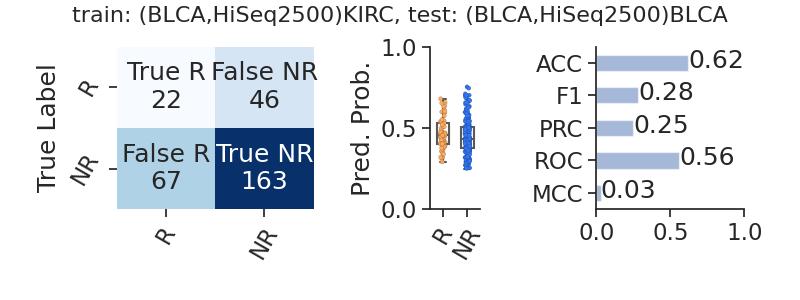 train: (BLCA,HiSeq2500)KIRC, test: (BLCA,HiSeq2500)BLCA
True Label
R
NR
True R
22
False NR
46
False R
67
True NR
163
R
NR
Pred. Prob.
1.0
0.5
0.0
R
NR
ACC
0.62
F1
0.28
PRC
0.25
ROC
0.56
MCC
0.03
0.0
0.5
1.0